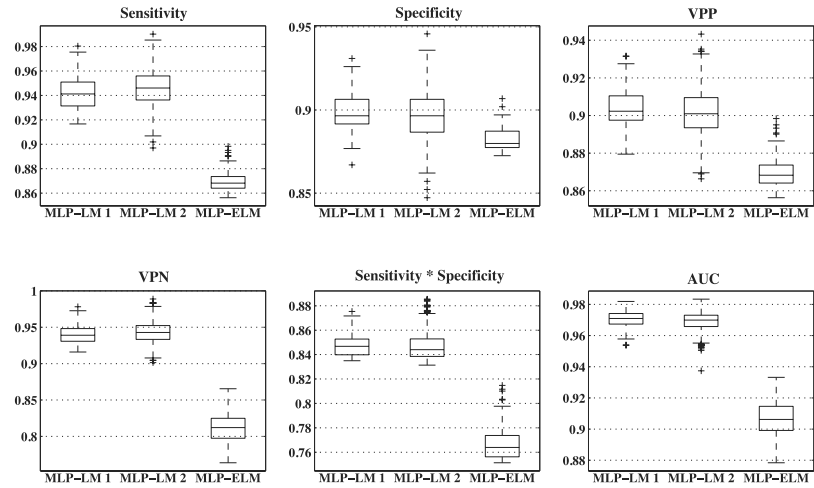 Sensitivity
0.98
0.96
0.94
0.92
0.9
0.88
0.86
MLP-LM 1 MLP-LM 2 MLP-ELM
Specificity
0.95
0.9
0.85
MLP-LM 1 MLP-LM 2 MLP-ELM
VPP
0.94
0.92
0.9
0.88
0.86
MLP-LM 1 MLP-LM 2 MLP-ELM
VPN
1
0.95
0.9
0.85
0.8
MLP-LM 1 MLP-LM 2 MLP-ELM
Sensitivity * Specificity
0.88
0.86
0.84
0.82
0.8
0.78
0.76
MLP-LM 1 MLP-LM 2 MLP-ELM
AUC
0.98
0.96
0.94
0.92
0.9
0.88
MLP-LM 1 MLP-LM 2 MLP-ELM